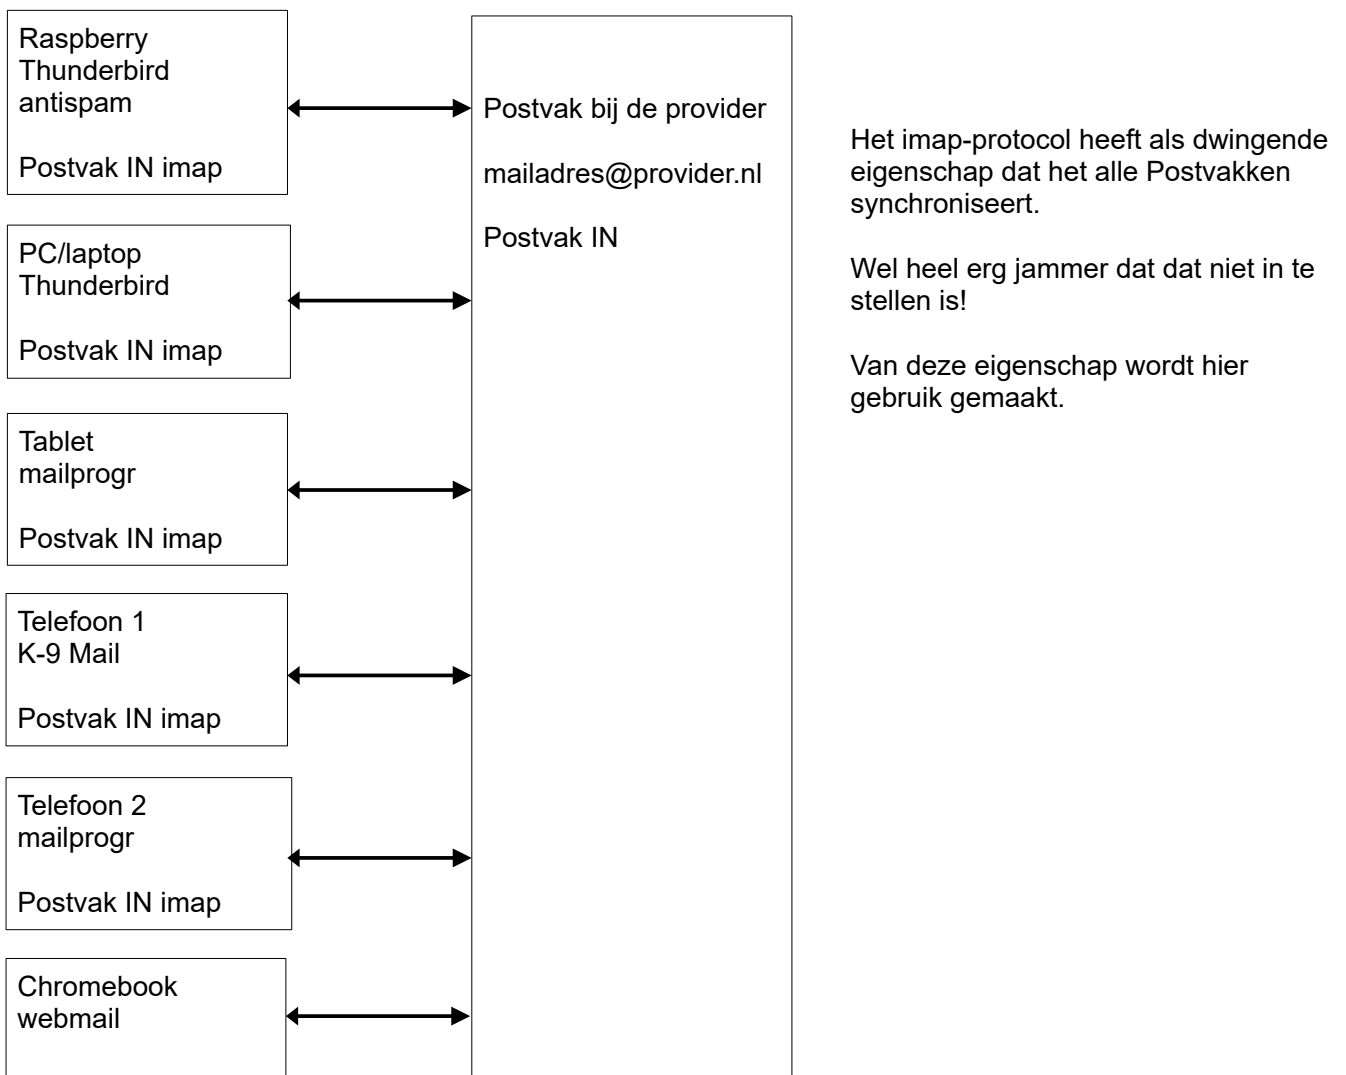 Raspberry
Thunderbird
antispam
Postvak IN imap
PC/laptop
Thunderbird
Postvak IN imap
Tablet
mailprogr
Postvak IN imap
Telefoon 1
K-9 Mail
Postvak IN imap
Telefoon 2
mailprogr
Postvak IN imap
Chromebook
webmail
Postvak bij de provider
mailadres@provider.nl
Postvak IN
Het imap-protocol heeft als dwingende
eigenschap dat het alle Postvakken
synchroniseert.
Wel heel erg jammer dat dat niet in te
stellen is!
Van deze eigenschap wordt hier
gebruik gemaakt.